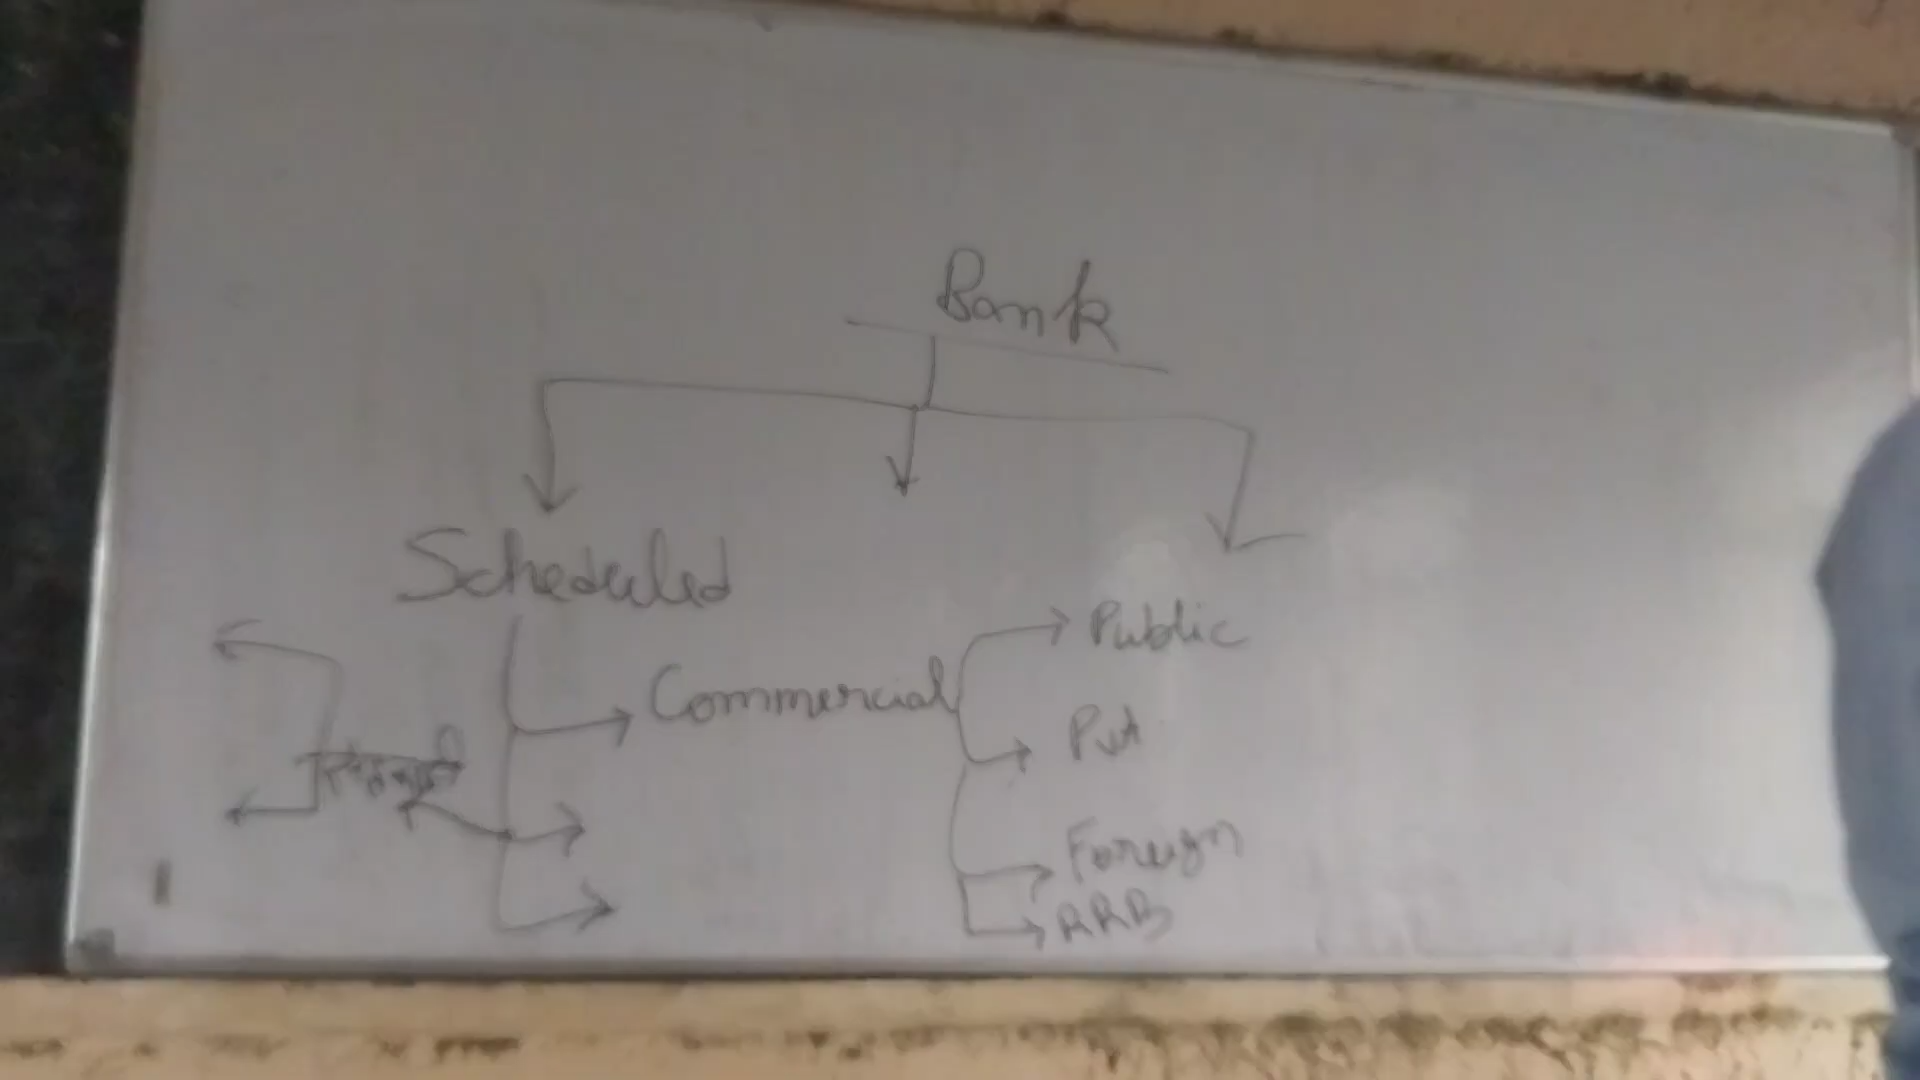 Bank
Scheduled
Public
Commercial
Pvt
Foreign
RRB